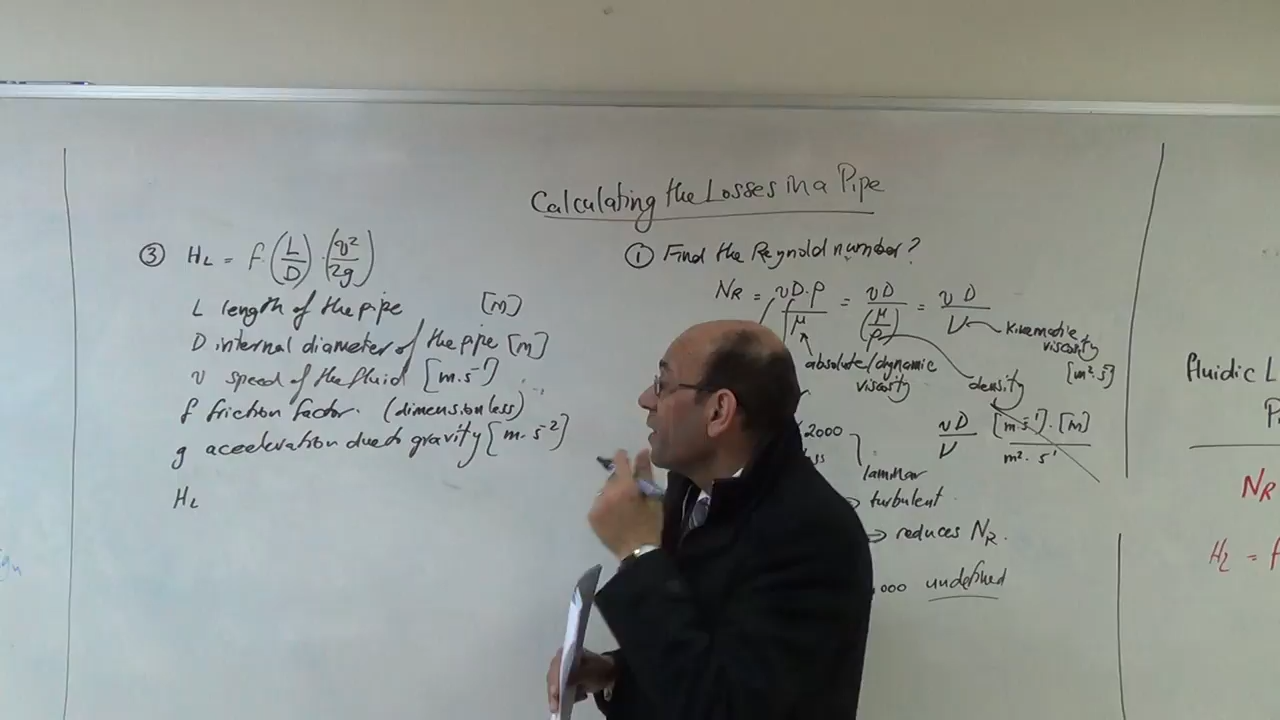 Calculating the Losses in a Pipe
③ HL = f·(L/D)·(v²/2g)
L length of the pipe [m]
D internal diameter of the pipe [m]
v speed of the fluid [m·s⁻¹]
f friction factor. (dimensionless)
g acceleration due to gravity [m·s⁻²]
HL
① Find the Reynold number?
NR = vD·ρ/μ = vD/(μ/ρ) = vD/ν
kinematic viscosity
[m²·s⁻¹]
absolute/dynamic viscosity
density
vD/ν [m·s⁻¹]·[m]/m²·s⁻¹
2000
laminar
turbulent
→ reduces NR.
000 undefined
fluidic L
NR
HL = f